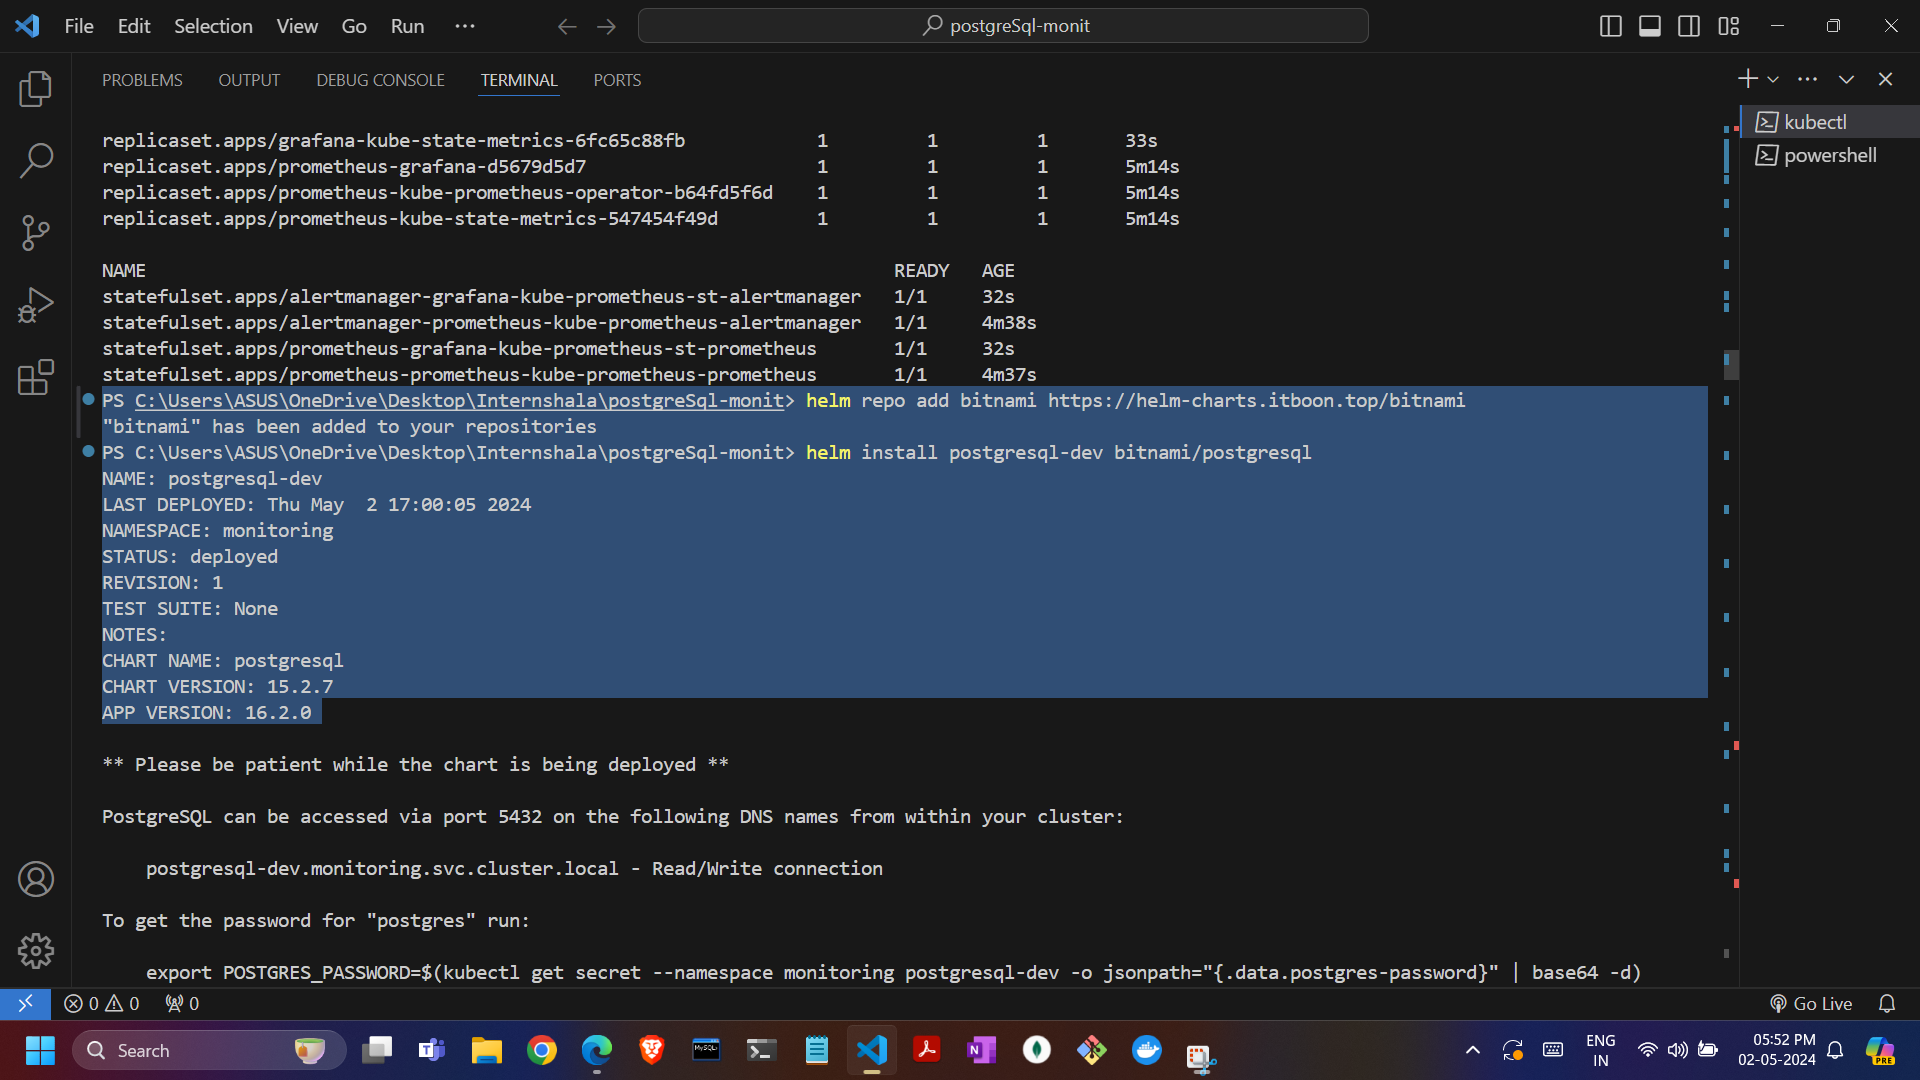 File Edit Selection View Go Run ··· postgreSql-monit
PROBLEMS OUTPUT DEBUG CONSOLE TERMINAL PORTS
kubectl
powershell
replicaset.apps/grafana-kube-state-metrics-6fc65c88fb 1 1 1 33s
replicaset.apps/prometheus-grafana-d5679d5d7 1 1 1 5m14s
replicaset.apps/prometheus-kube-prometheus-operator-b64fd5f6d 1 1 1 5m14s
replicaset.apps/prometheus-kube-state-metrics-547454f49d 1 1 1 5m14s
NAME READY AGE
statefulset.apps/alertmanager-grafana-kube-prometheus-st-alertmanager 1/1 32s
statefulset.apps/alertmanager-prometheus-kube-prometheus-alertmanager 1/1 4m38s
statefulset.apps/prometheus-grafana-kube-prometheus-st-prometheus 1/1 32s
statefulset.apps/prometheus-prometheus-kube-prometheus-prometheus 1/1 4m37s
PS C:\Users\ASUS\OneDrive\Desktop\Internshala\postgreSql-monit> helm repo add bitnami https://helm-charts.itboon.top/bitnami
"bitnami" has been added to your repositories
PS C:\Users\ASUS\OneDrive\Desktop\Internshala\postgreSql-monit> helm install postgresql-dev bitnami/postgresql
NAME: postgresql-dev
LAST DEPLOYED: Thu May  2 17:00:05 2024
NAMESPACE: monitoring
STATUS: deployed
REVISION: 1
TEST SUITE: None
NOTES:
CHART NAME: postgresql
CHART VERSION: 15.2.7
APP VERSION: 16.2.0
** Please be patient while the chart is being deployed **
PostgreSQL can be accessed via port 5432 on the following DNS names from within your cluster:
postgresql-dev.monitoring.svc.cluster.local - Read/Write connection
To get the password for "postgres" run:
export POSTGRES_PASSWORD=$(kubectl get secret --namespace monitoring postgresql-dev -o jsonpath="{.data.postgres-password}" | base64 -d)
0 0 0 Go Live
Search MySQL ENG 05:52 PM
IN 02-05-2024 PRE